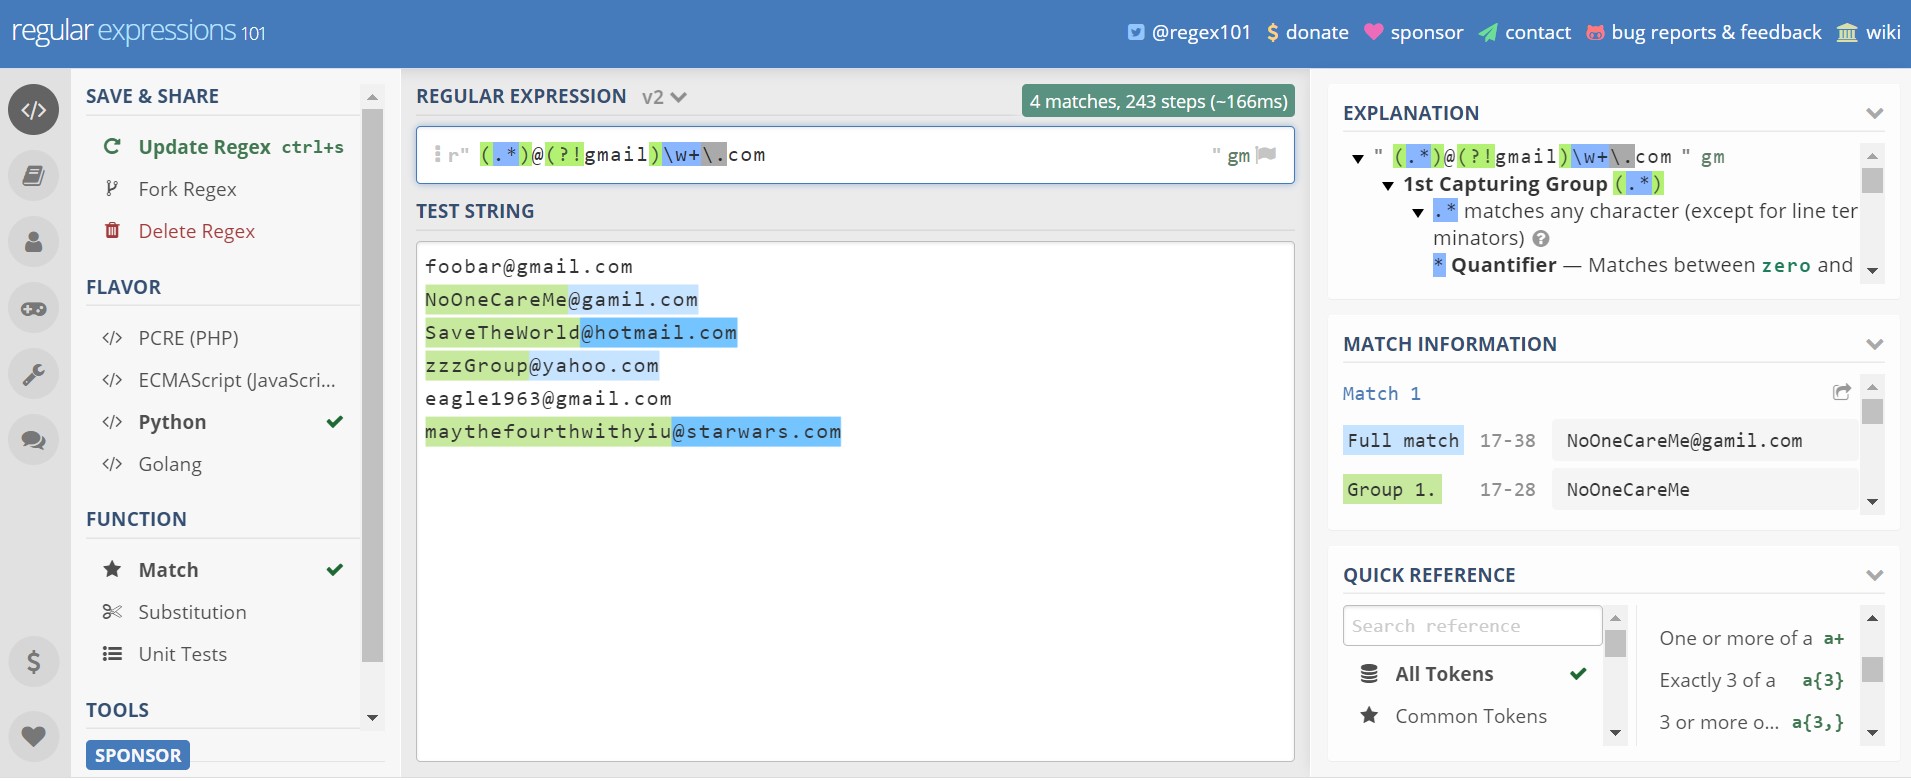 regular expressions 101
@regex101 $ donate sponsor contact bug reports & feedback wiki
SAVE & SHARE
Update Regex ctrl+s
Fork Regex
Delete Regex
FLAVOR
</> PCRE (PHP)
</> ECMAScript (JavaScri...
</> Python
</> Golang
FUNCTION
Match
Substitution
Unit Tests
TOOLS
SPONSOR
REGULAR EXPRESSION v2
4 matches, 243 steps (~166ms)
r" (.*)@(?!gmail)\w+\.com " gm
TEST STRING
foobar@gmail.com
NoOneCareMe@gamil.com
SaveTheWorld@hotmail.com
zzzGroup@yahoo.com
eagle1963@gmail.com
maythefourthwithyiu@starwars.com
EXPLANATION
" (.*)@(?!gmail)\w+\.com " gm
1st Capturing Group (.*)
.* matches any character (except for line ter
minators)
* Quantifier — Matches between zero and
MATCH INFORMATION
Match 1
Full match 17-38 NoOneCareMe@gamil.com
Group 1. 17-28 NoOneCareMe
QUICK REFERENCE
Search reference
All Tokens
Common Tokens
One or more of a a+
Exactly 3 of a a{3}
3 or more o... a{3,}